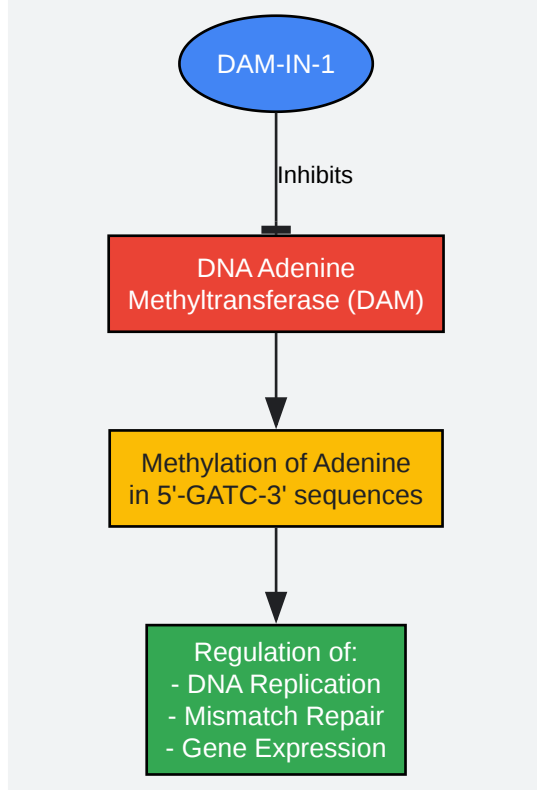 DAM-IN-1
Inhibits
DNA Adenine
Methyltransferase (DAM)
Methylation of Adenine
in 5'-GATC-3' sequences
Regulation of:
- DNA Replication
- Mismatch Repair
- Gene Expression